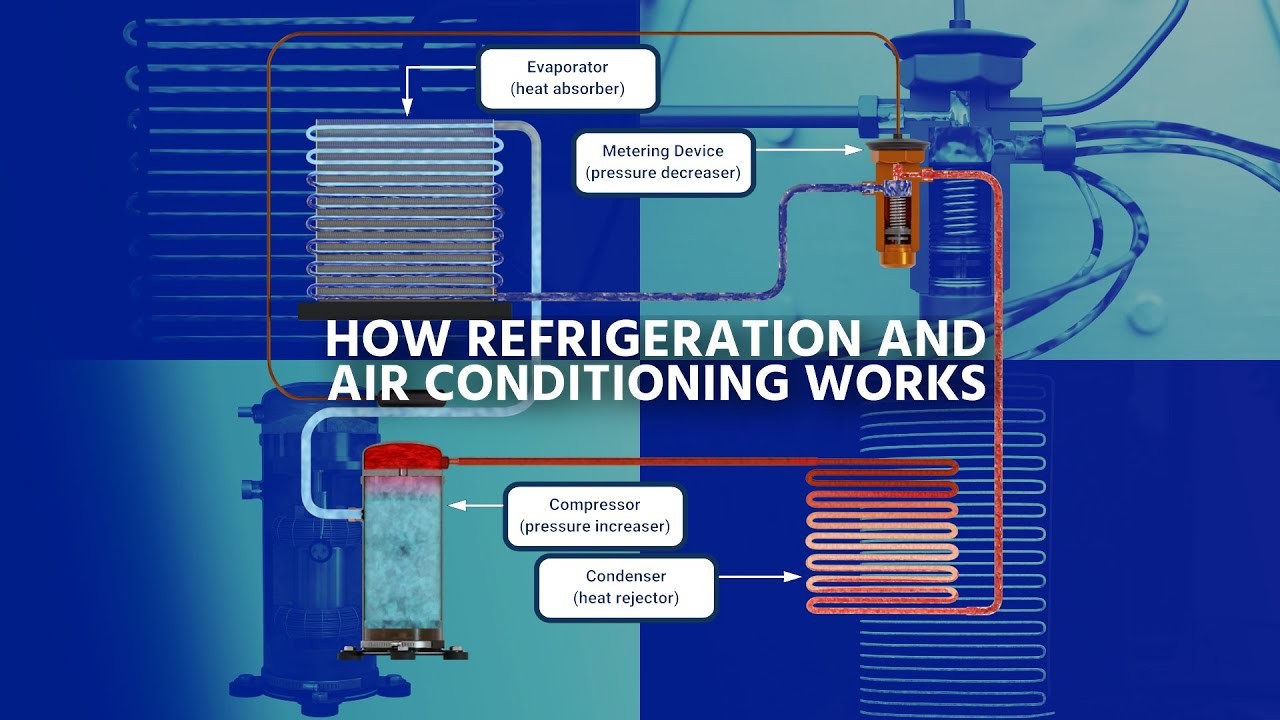 Evaporator
(heat absorber)
Metering Device
(pressure decreaser)
HOW REFRIGERATION AND
AIR CONDITIONING WORKS
Compressor
(pressure increaser)
Condenser
(heat rejector)